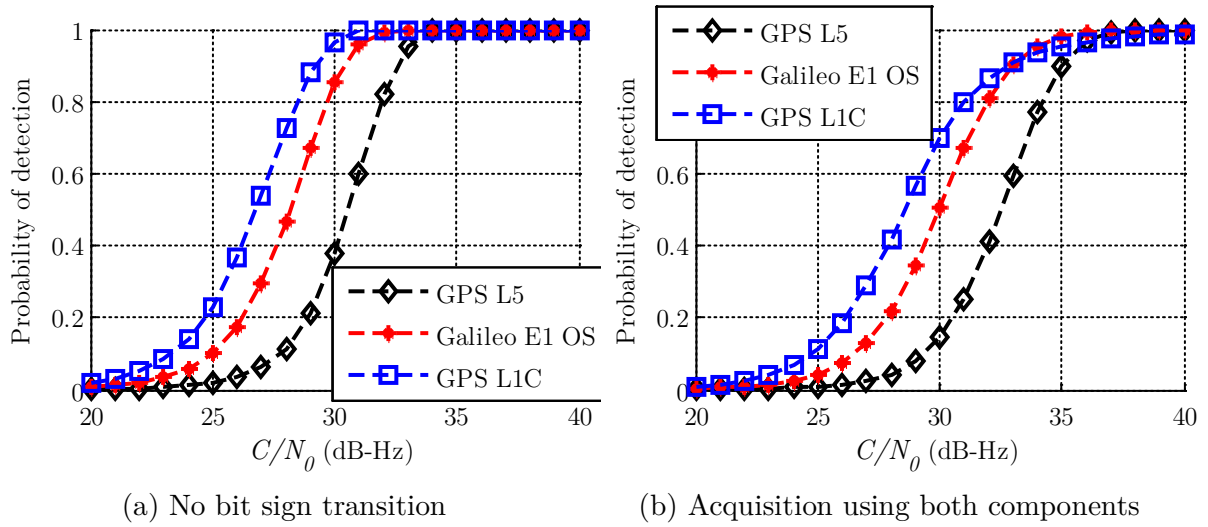 Probability of detection
1
0.8
0.6
0.4
0.2
0
20
25
30
35
40
C/N0 (dB-Hz)
GPS L5
Galileo E1 OS
GPS L1C
(a) No bit sign transition
Probability of detection
1
0.6
0.4
0.2
0
20
25
30
35
40
C/N0 (dB-Hz)
GPS L5
Galileo E1 OS
GPS L1C
(b) Acquisition using both components